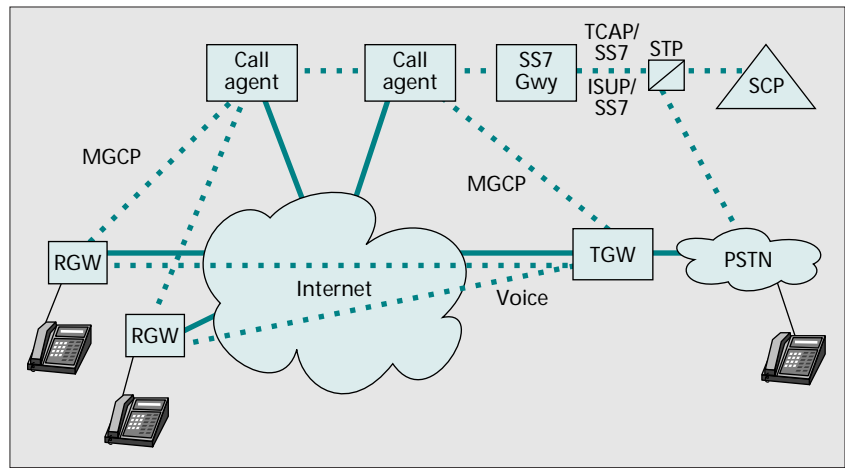 Call
agent
Call
agent
SS7
Gwy
TCAP/
SS7
ISUP/
SS7
STP
SCP
MGCP
MGCP
RGW
TGW
PSTN
Internet
Voice
RGW